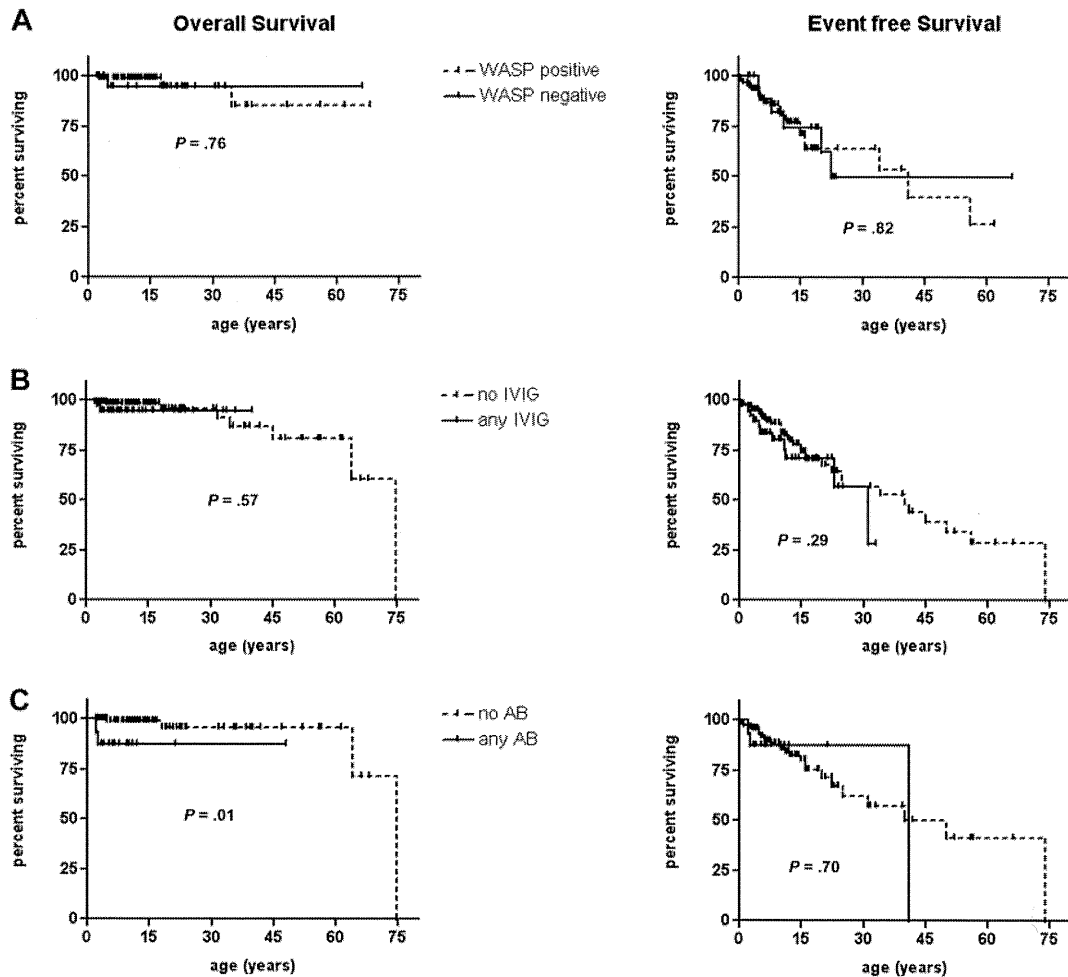 A
Overall Survival
Event free Survival
percent surviving
100
75
50
25
0
P = .76
0 15 30 45 60 75
age (years)
WASP positive
WASP negative
percent surviving
100
75
50
25
0
P = .82
0 15 30 45 60 75
age (years)
B
percent surviving
100
75
50
25
0
P = .57
0 15 30 45 60 75
age (years)
no IVIG
any IVIG
percent surviving
100
75
50
25
0
P = .29
0 15 30 45 60 75
age (years)
C
percent surviving
100
75
50
25
0
P = .01
0 15 30 45 60 75
age (years)
no AB
any AB
percent surviving
100
75
50
25
0
P = .70
0 15 30 45 60 75
age (years)